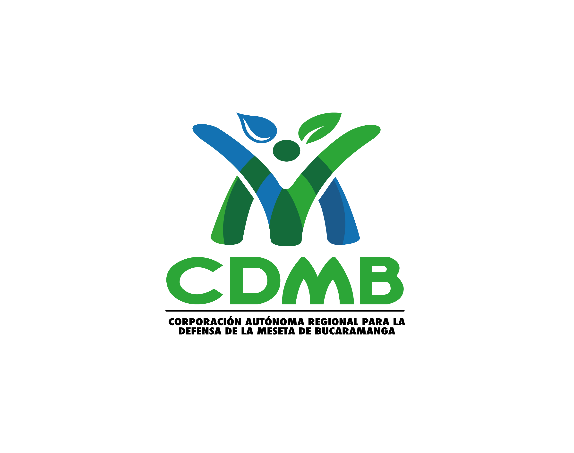 CDMB
CORPORACIÓN AUTÓNOMA REGIONAL PARA LA
DEFENSA DE LA MESETA DE BUCARAMANGA